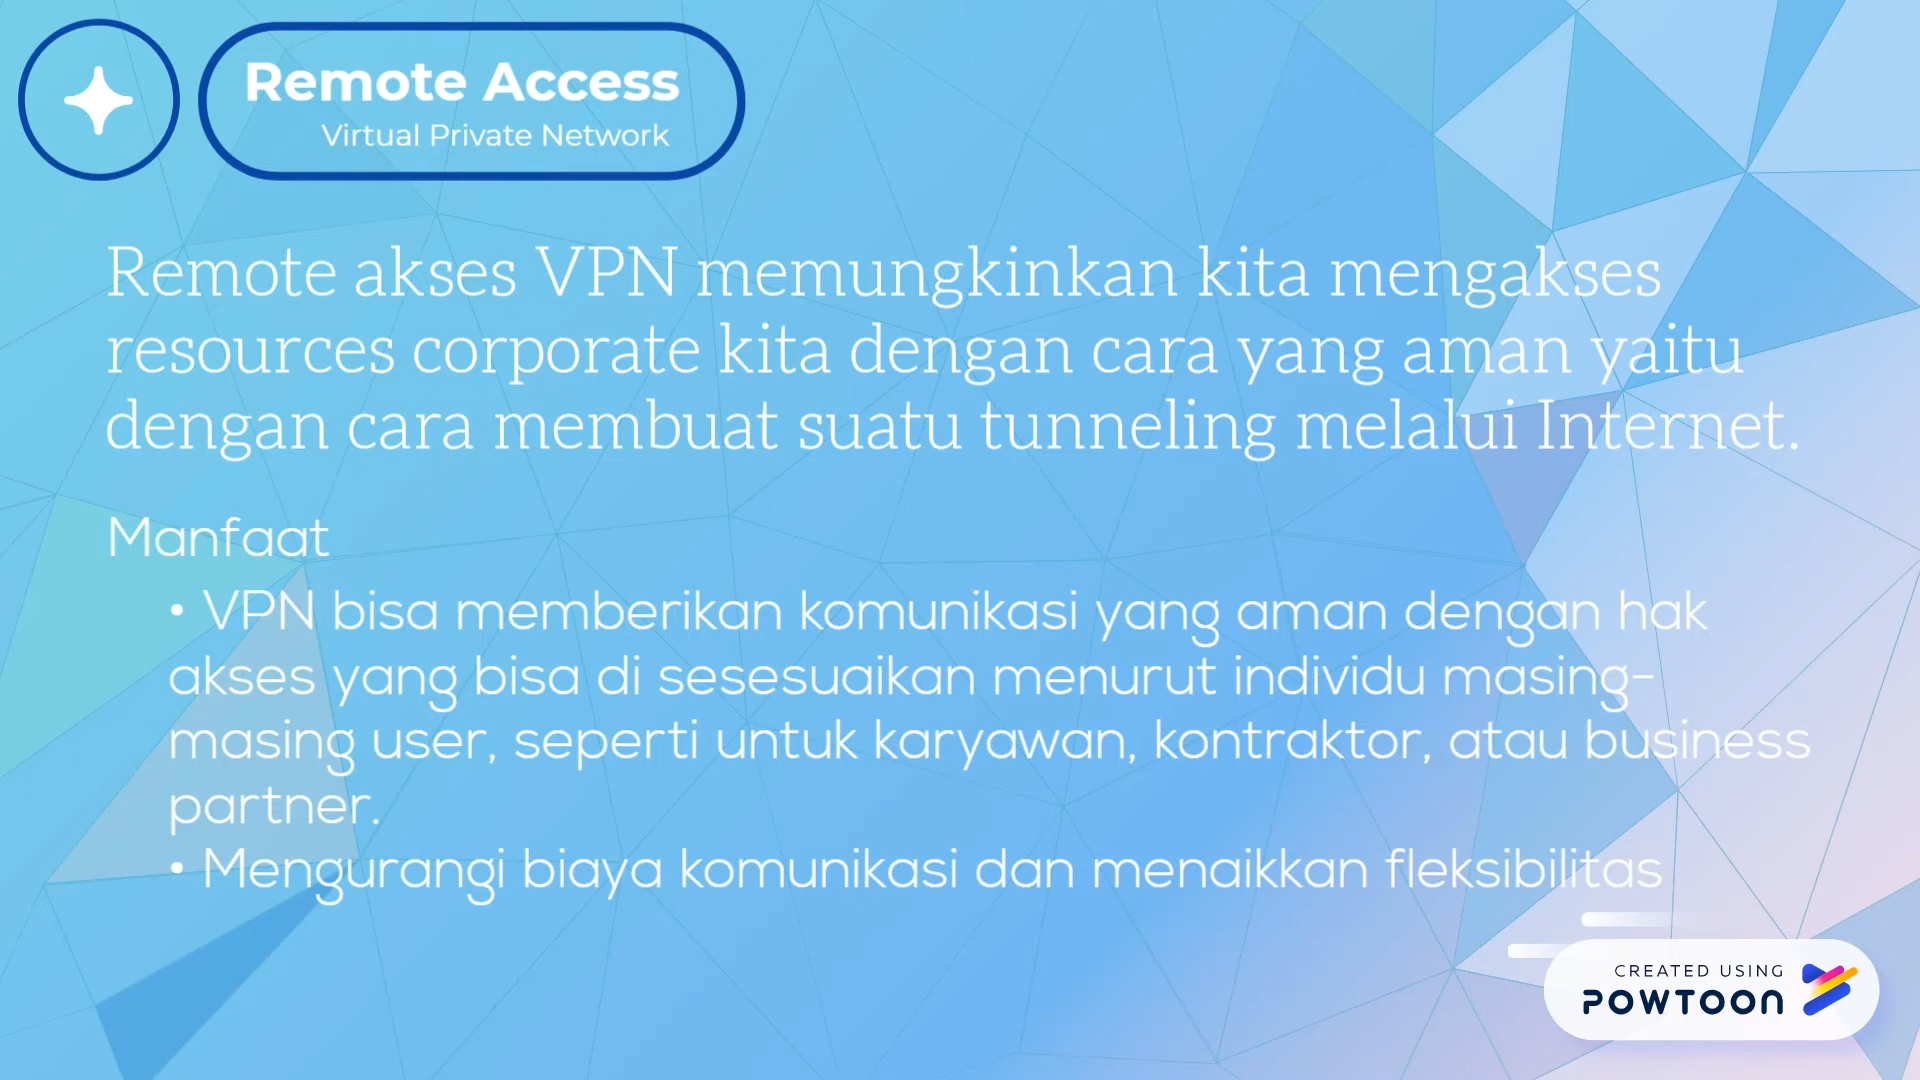 Remote Access
Virtual Private Network
Remote akses VPN memungkinkan kita mengakses
resources corporate kita dengan cara yang aman yaitu
dengan cara membuat suatu tunneling melalui Internet.
Manfaat
• VPN bisa memberikan komunikasi yang aman dengan hak
akses yang bisa di sesesuaikan menurut individu masing-
masing user, seperti untuk karyawan, kontraktor, atau business
partner.
• Mengurangi biaya komunikasi dan menaikkan fleksibilitas
CREATED USING
POWTOON